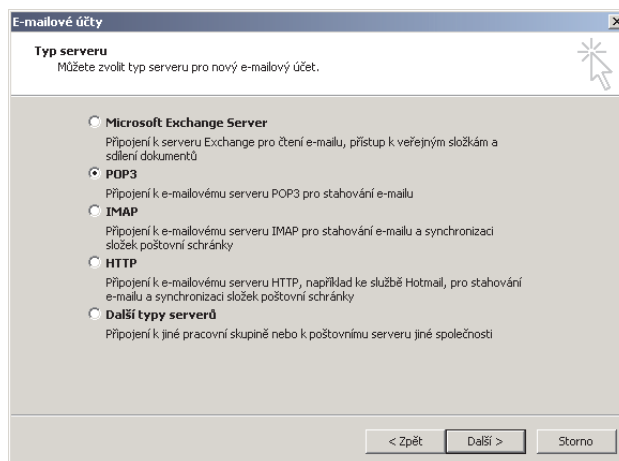 E-mailové účty
Typ serveru
Můžete zvolit typ serveru pro nový e-mailový účet.
Microsoft Exchange Server
Připojení k serveru Exchange pro čtení e-mailu, přístup k veřejným složkám a
sdílení dokumentů
POP3
Připojení k e-mailovému serveru POP3 pro stahování e-mailu
IMAP
Připojení k e-mailovému serveru IMAP pro stahování e-mailu a synchronizaci
složek poštovní schránky
HTTP
Připojení k e-mailovému serveru HTTP, například ke službě Hotmail, pro stahování
e-mailu a synchronizaci složek poštovní schránky
Další typy serverů
Připojení k jiné pracovní skupině nebo k poštovnímu serveru jiné společnosti
< Zpět
Další >
Storno